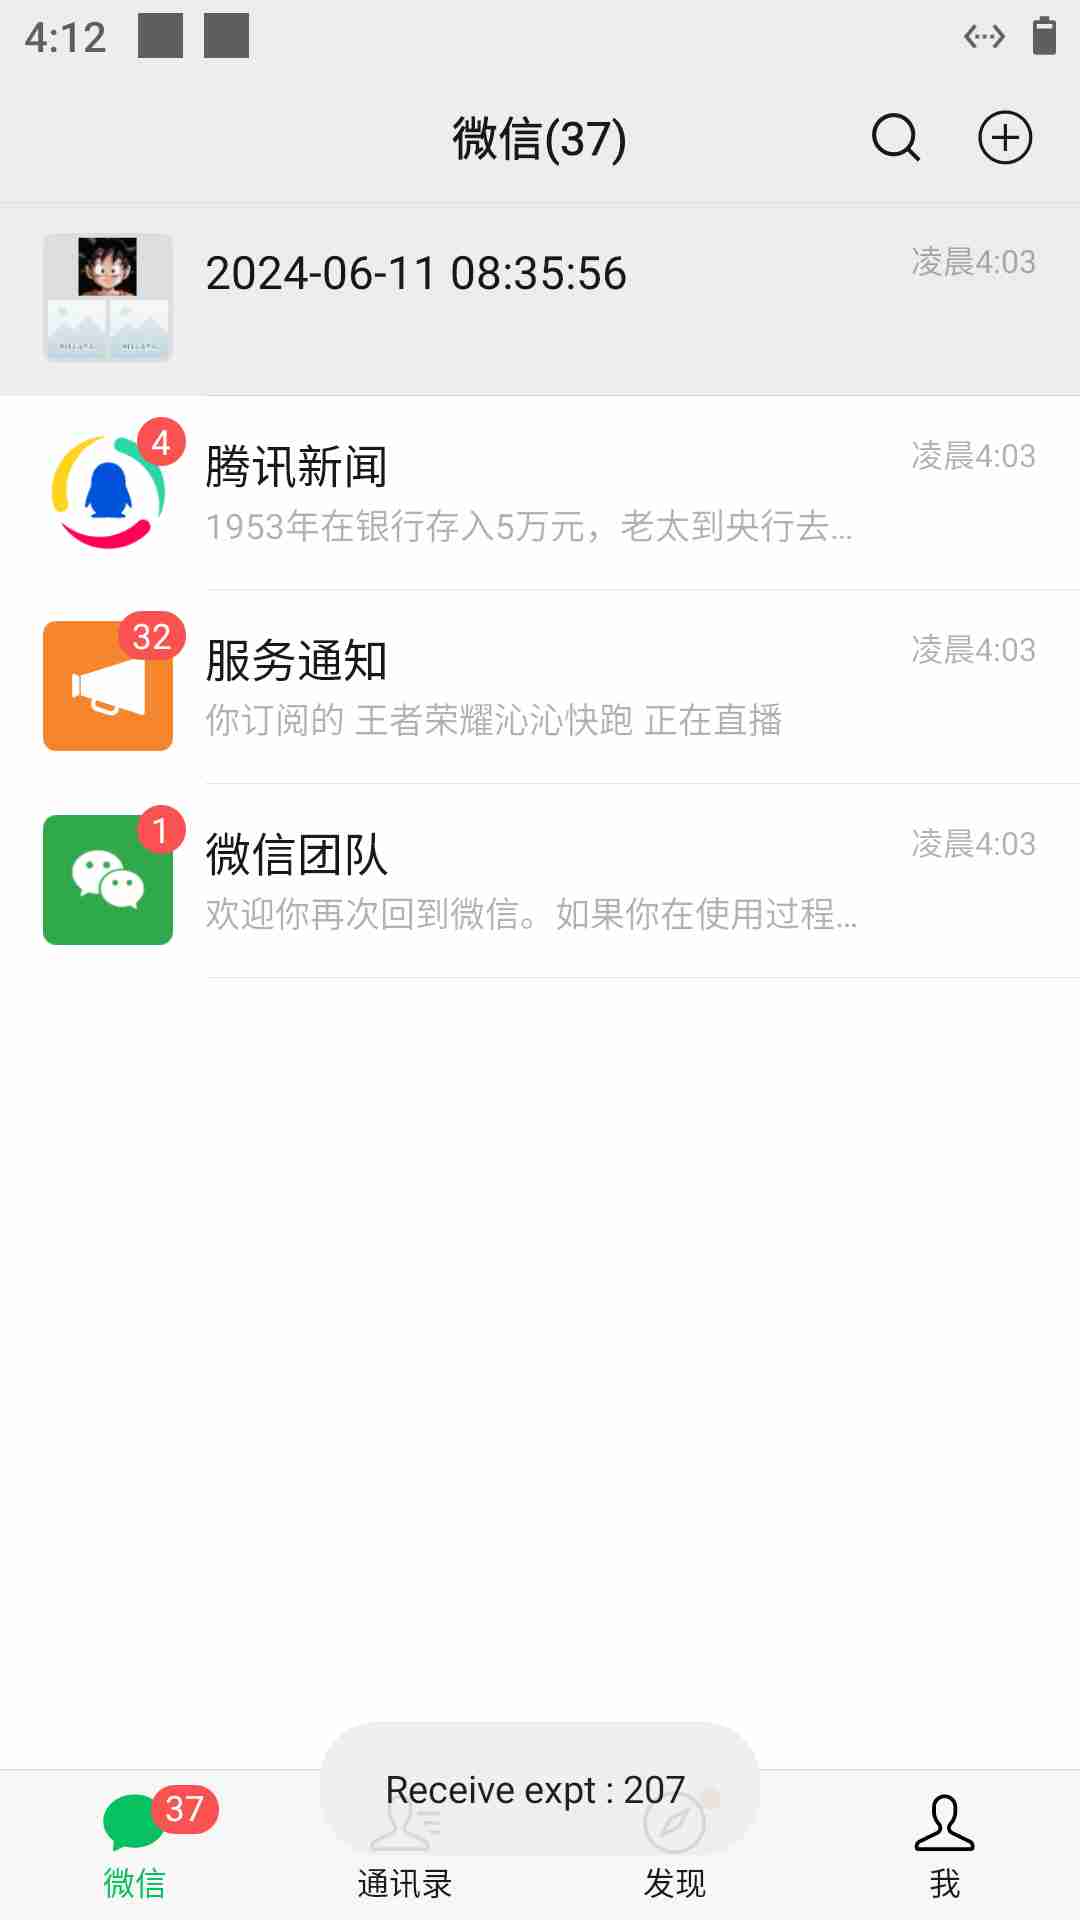 4:12
微信(37)
2024-06-11 08:35:56
凌晨4:03
4
腾讯新闻
凌晨4:03
1953年在银行存入5万元，老太到央行去...
32
服务通知
凌晨4:03
你订阅的 王者荣耀沁沁快跑 正在直播
1
微信团队
凌晨4:03
欢迎你再次回到微信。如果你在使用过程...
Receive expt : 207
37
微信
通讯录
发现
我